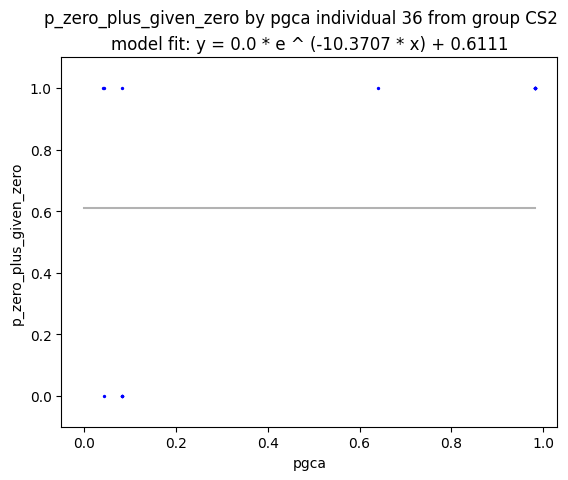 p_zero_plus_given_zero by pgca individual 36 from group CS2
model fit: y = 0.0 * e ^ (-10.3707 * x) + 0.6111
1.0
0.8
0.6
0.4
0.2
0.0
p_zero_plus_given_zero
0.0 0.2 0.4 0.6 0.8 1.0
pgca